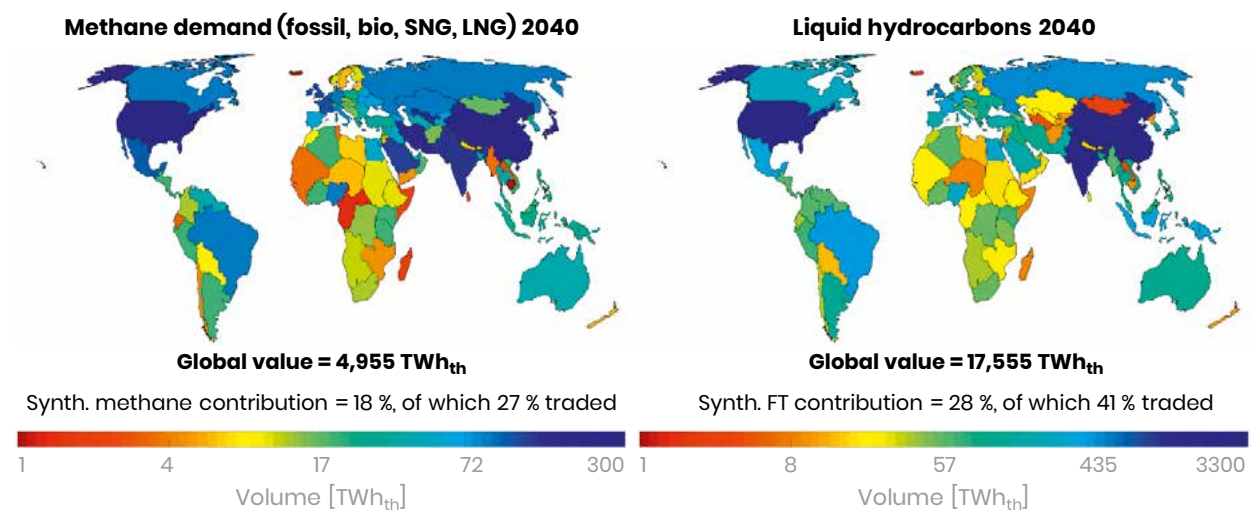 Methane demand (fossil, bio, SNG, LNG) 2040
Global value = 4,955 TWhth
Synth. methane contribution = 18 %, of which 27 % traded
1 4 17 72 300
Volume [TWhth]
Liquid hydrocarbons 2040
Global value = 17,555 TWhth
Synth. FT contribution = 28 %, of which 41 % traded
1 8 57 435 3300
Volume [TWhth]